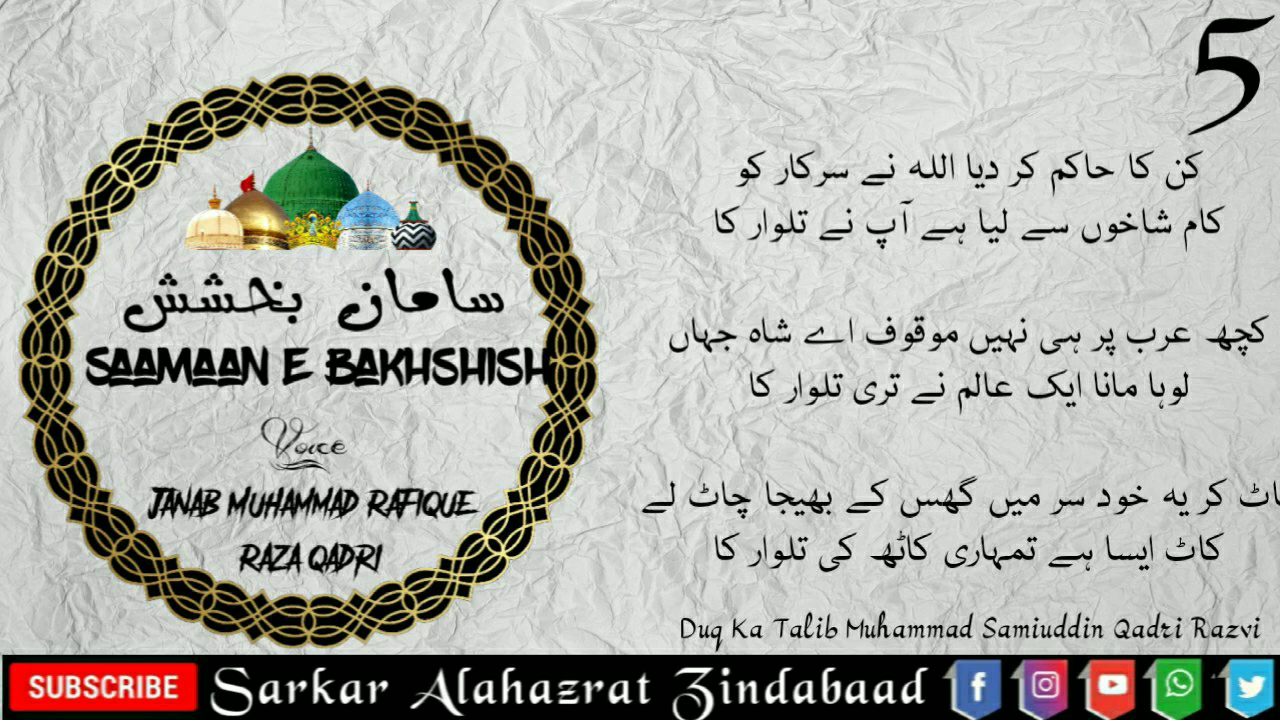 5
سامان بخشش
SAAMAAN E BAKHSHISH
Voice
JANAB MUHAMMAD RAFIQUE
RAZA QADRI
کن کا حاکم کر دیا الله نے سرکار کو
کام شاخوں سے لیا ہے آپ نے تلوار کا
کچھ عرب پر ہی نہیں موقوف اے شاہ جہاں
لوہا مانا ایک عالم نے تری تلوار کا
کر یه خود سر میں گھس کے بھیجا چاٹ لے
کاٹ ایسا ہے تمہاری کاٹھ کی تلوار کا
Duq Ka Talib Muhammad Samiuddin Qadri Razvi
SUBSCRIBE Sarkar Alahazrat Zindabaad